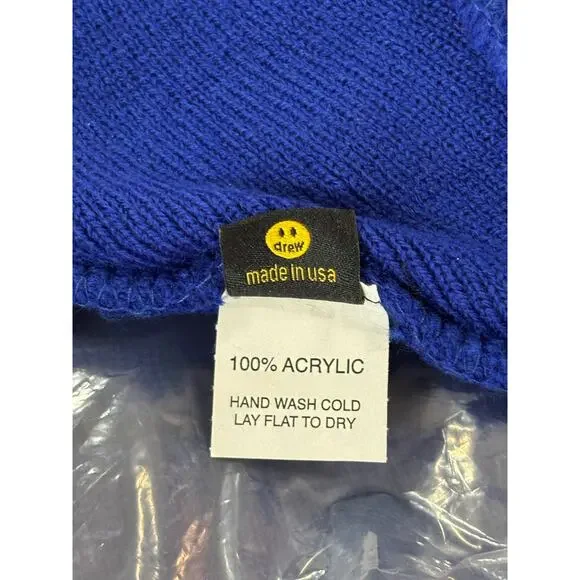 drew
made in usa
100% ACRYLIC
HAND WASH COLD
LAY FLAT TO DRY